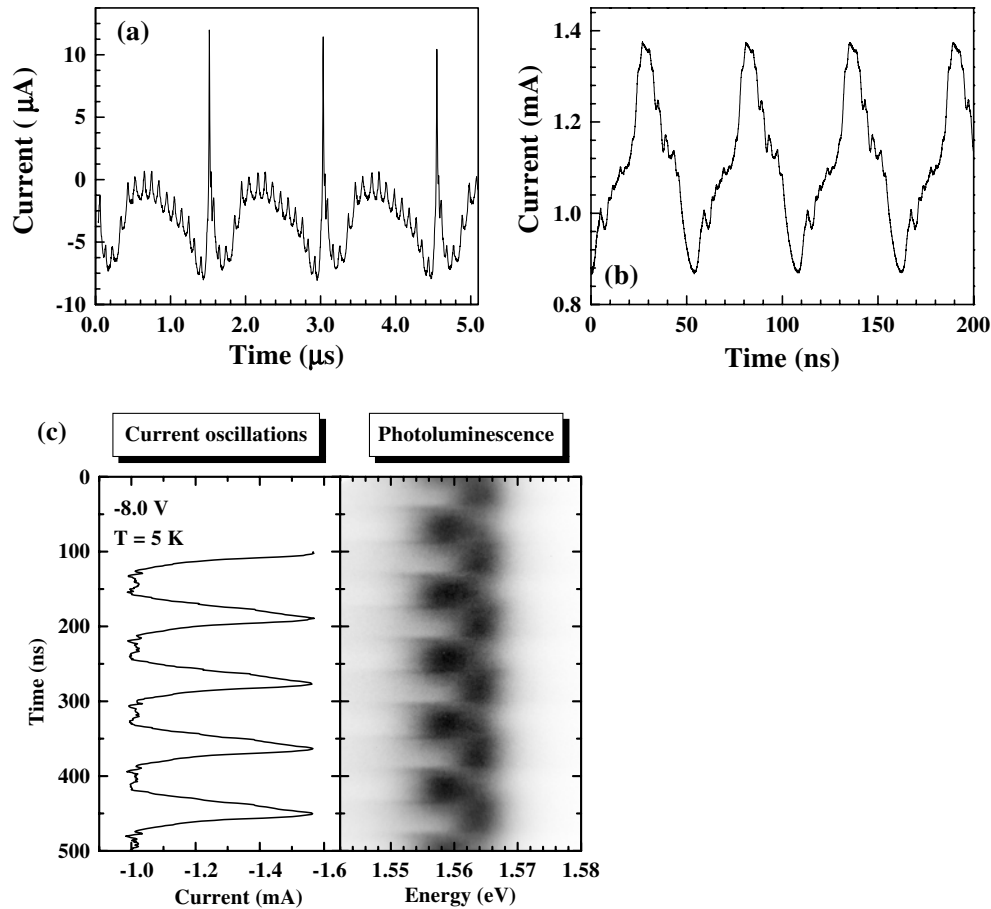 (a)
Current ( μA)
10
5
0
-5
-10
0.0 1.0 2.0 3.0 4.0 5.0
Time (μs)
(b)
Current (mA)
1.4
1.2
1.0
0.8
0 50 100 150 200
Time (ns)
(c)
Current oscillations
Photoluminescence
-8.0 V
T = 5 K
Time (ns)
0
100
200
300
400
500
-1.0 -1.2 -1.4 -1.6
Current (mA)
1.55 1.56 1.57 1.58
Energy (eV)